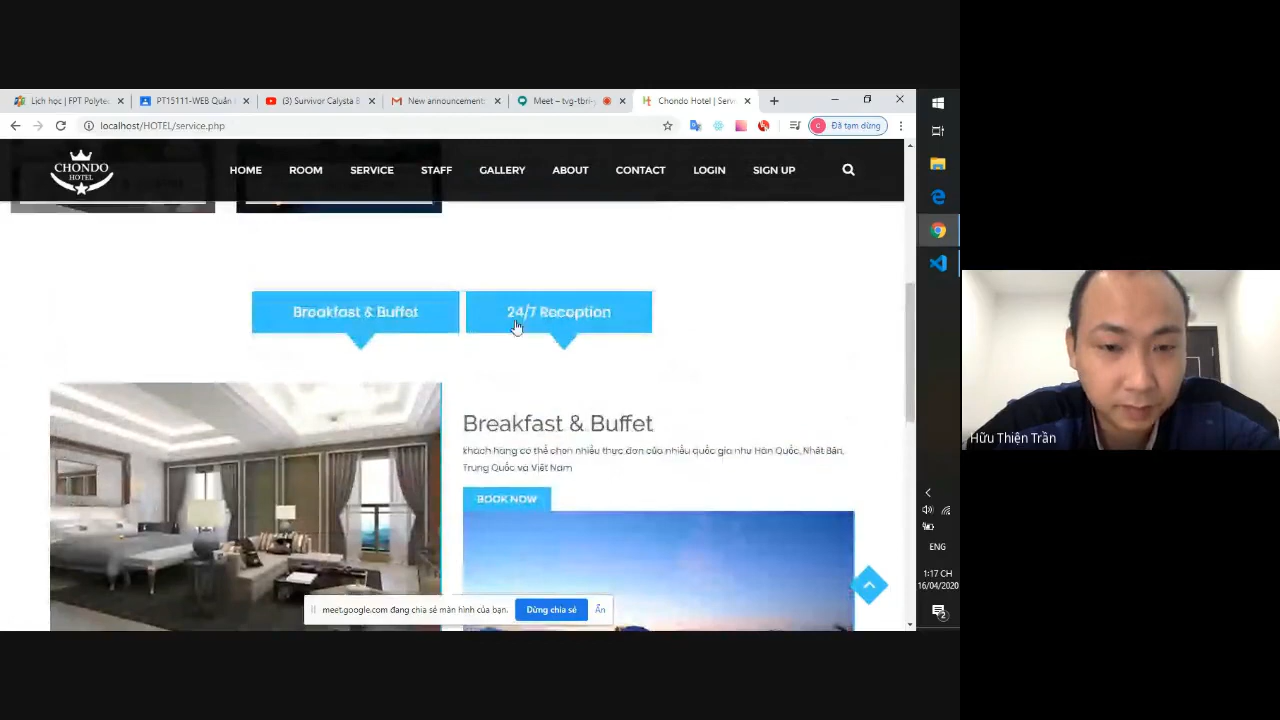 Lịch học | FPT Polyte
PT15111-WEB Quản
(3) Survivor Calysta B
New announcement:
Meet – tvg-tbri-
Chondo Hotel | Serv
localhost/HOTEL/service.php
C
Đã tạm dừng
CHONDO
HOTEL
HOME
ROOM
SERVICE
STAFF
GALLERY
ABOUT
CONTACT
LOGIN
SIGN UP
Breakfast & Buffet
24/7 Reception
Breakfast & Buffet
khách hàng có thể chọn nhiều thực đơn của nhiều quốc gia như Hàn Quốc, Nhất Bản,
Trung Quốc và Việt Nam
BOOK NOW
meet.google.com đang chia sẻ màn hình của bạn.
Dừng chia sẻ
Ẩn
ENG
1:17 CH
16/04/2020
2
Hữu Thiện Trần